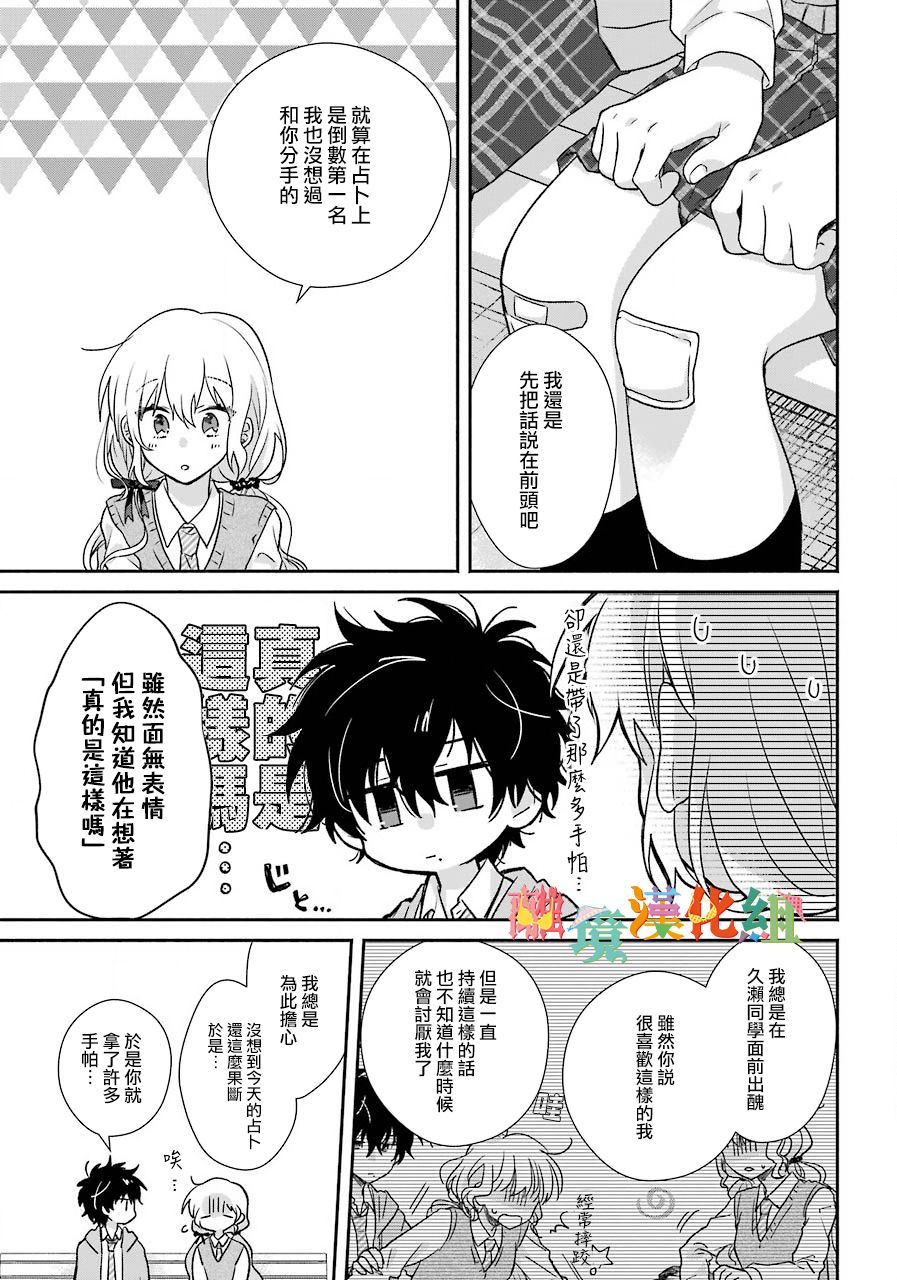 我還是
先把話説在前頭吧
就算在占卜上
是倒數第一名
我也沒想過
和你分手的
卻還是帶了那麼多手帕…
真的是
這樣嗎…
じとー…
雖然面無表情
但我知道他在想著
「真的是這樣嗎」
我總是在
久瀬同學面前出醜
雖然你說
很喜歡這樣的我
但是一直
持續這樣的話
也不知道什麼時候
就會討厭我了
哇
經常摔跤。
我總是
為此擔心
沒想到今天的占卜
還這麼果斷
於是…
於是你就
拿了許多
手帕…
唉…
離境漢化組